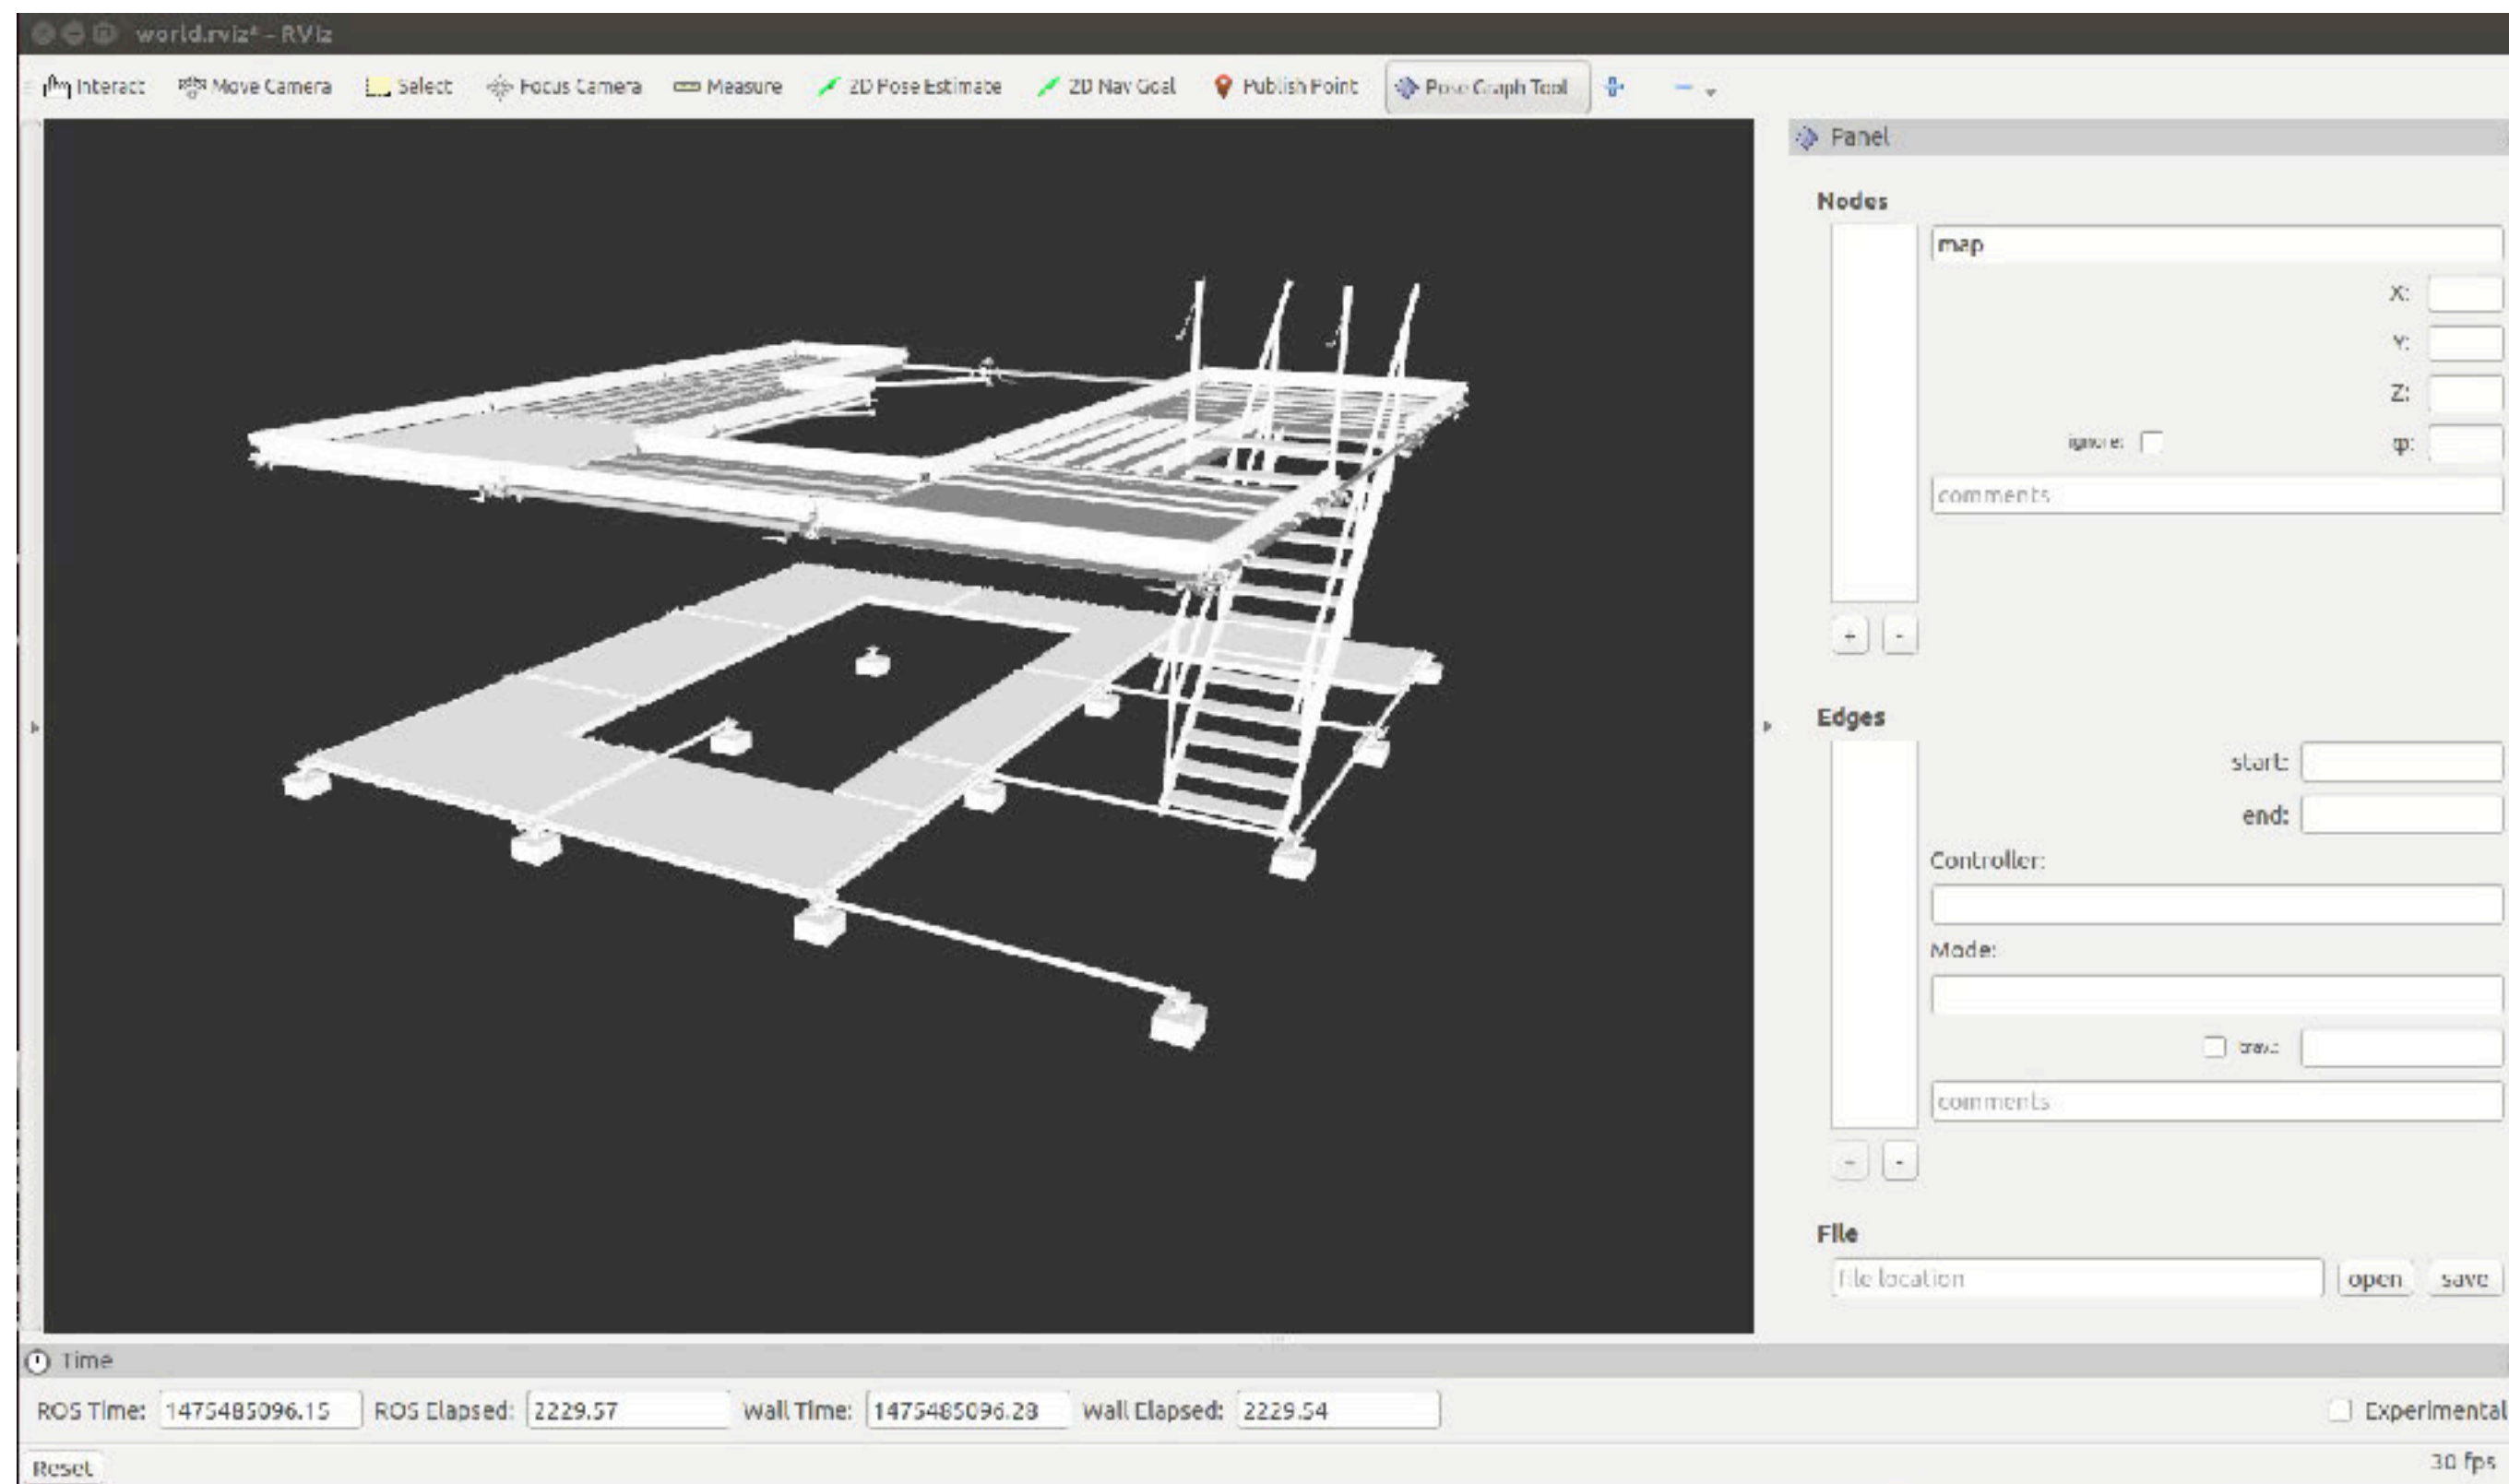 world.rviz* - RViz
Interact Move Camera Select Focus Camera Measure 2D Pose Estimate 2D Nav Goal Publish Point Pose Graph Tool
Panel
Nodes
map
X:
Y:
Z:
ignore: φ:
comments
+ -
Edges
start:
end:
Controller:
Mode:
trav.:
comments
+ -
File
file location open save
Time
ROS Time: 1475485096.15 ROS Elapsed: 2229.57 Wall Time: 1475485096.28 Wall Elapsed: 2229.54 Experimental
Reset 30 fps